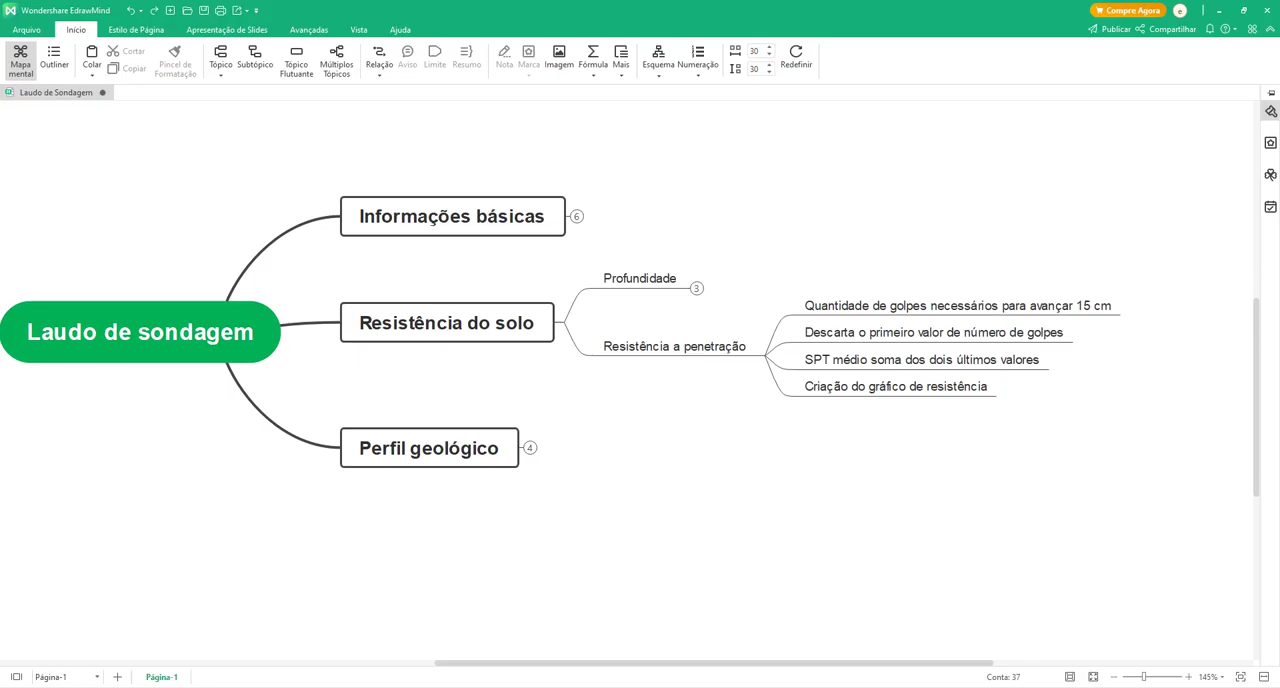 Wondershare EdrawMind
Compre Agora
e
Arquivo Início Estilo de Página Apresentação de Slides Avançadas Vista Ajuda
Publicar Compartilhar
Mapa mental
Outliner
Colar
Cortar
Copiar
Pincel de Formatação
Tópico
Subtópico
Tópico Flutuante
Múltiplos Tópicos
Relação
Aviso
Limite
Resumo
Nota
Marca
Imagem
Fórmula
Mais
Esquema
Numeração
30
30
Redefinir
Laudo de Sondagem
Informações básicas
6
Profundidade
3
Quantidade de golpes necessários para avançar 15 cm
Laudo de sondagem
Resistência do solo
Descarta o primeiro valor de número de golpes
Resistência a penetração
SPT médio soma dos dois últimos valores
Criação do gráfico de resistência
Perfil geológico
4
Página-1
Página-1
Conta: 37
145%